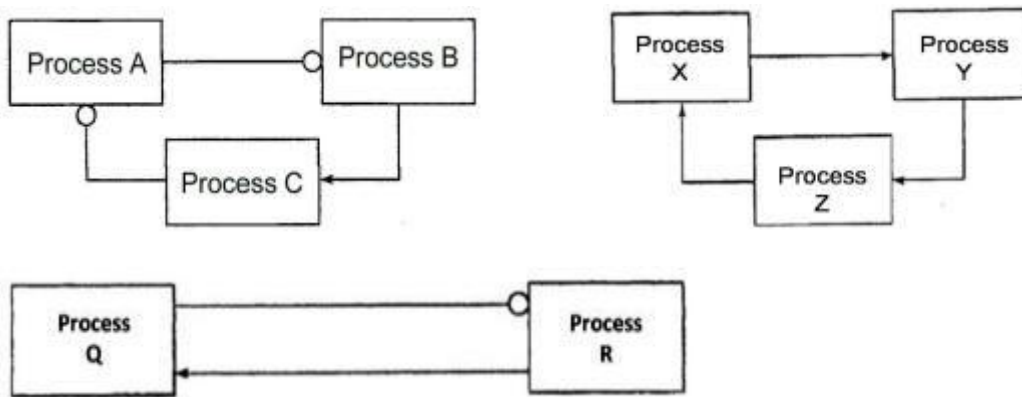 Process A
Process B
Process C
Process
X
Process
Y
Process
Z
Process
Q
Process
R